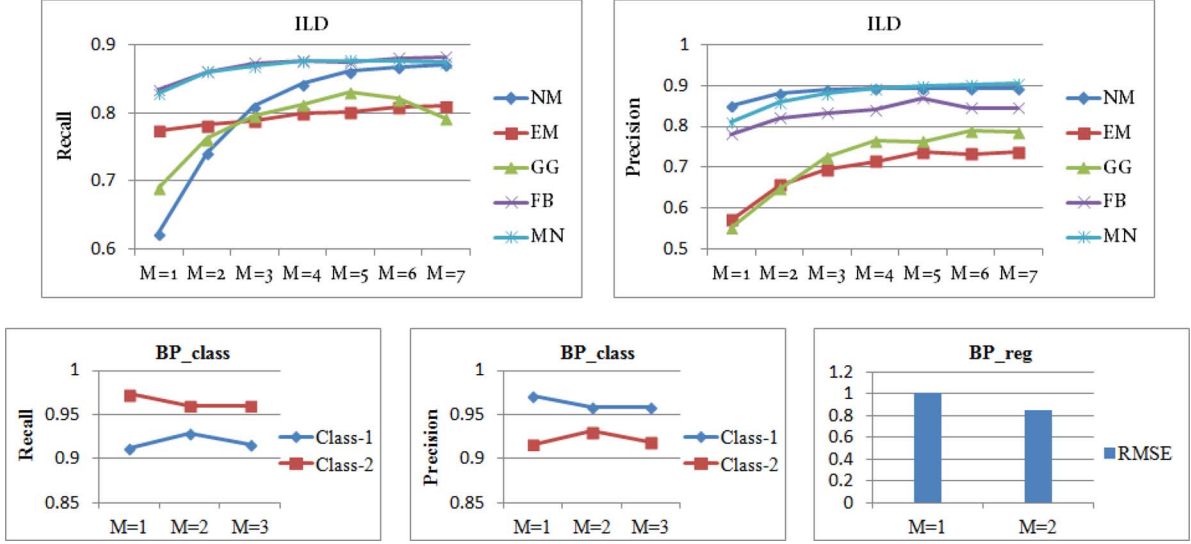 ILD
Recall
0.9
0.8
0.7
0.6
M=1 M=2 M=3 M=4 M=5 M=6 M=7
NM
EM
GG
FB
MN
ILD
Precision
1
0.9
0.8
0.7
0.6
0.5
M=1 M=2 M=3 M=4 M=5 M=6 M=7
NM
EM
GG
FB
MN
BP_class
Recall
1
0.95
0.9
0.85
M=1 M=2 M=3
Class-1
Class-2
BP_class
Precision
1
0.95
0.9
0.85
M=1 M=2 M=3
Class-1
Class-2
BP_reg
1.2
1
0.8
0.6
0.4
0.2
0
M=1 M=2
RMSE